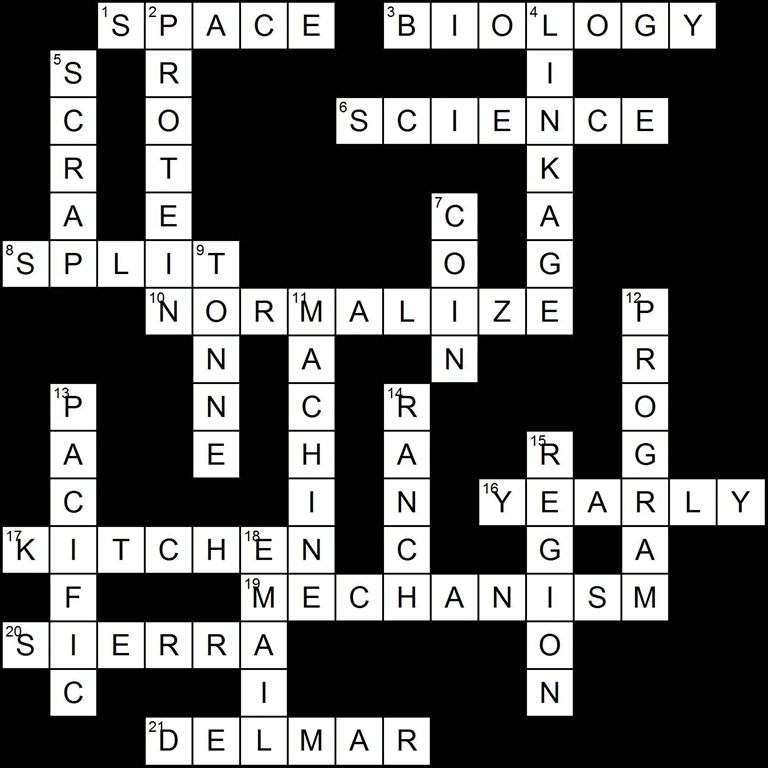 1 S 2 P A C E 3 B I O 4 L O G Y
5 S R I
C O 6 S C I E N C E
R T K
A E 7 C A
8 S P L I 9 T O G
10 N O R 11 M A L I Z E 12 P
N A N R
13 P N C 14 R O
A E H A 15 R G
C I N 16 Y E A R L Y
17 K I T C H 18 E N C G A
F 19 M E C H A N I S M
20 S I E R R A O
C I N
21 D E L M A R